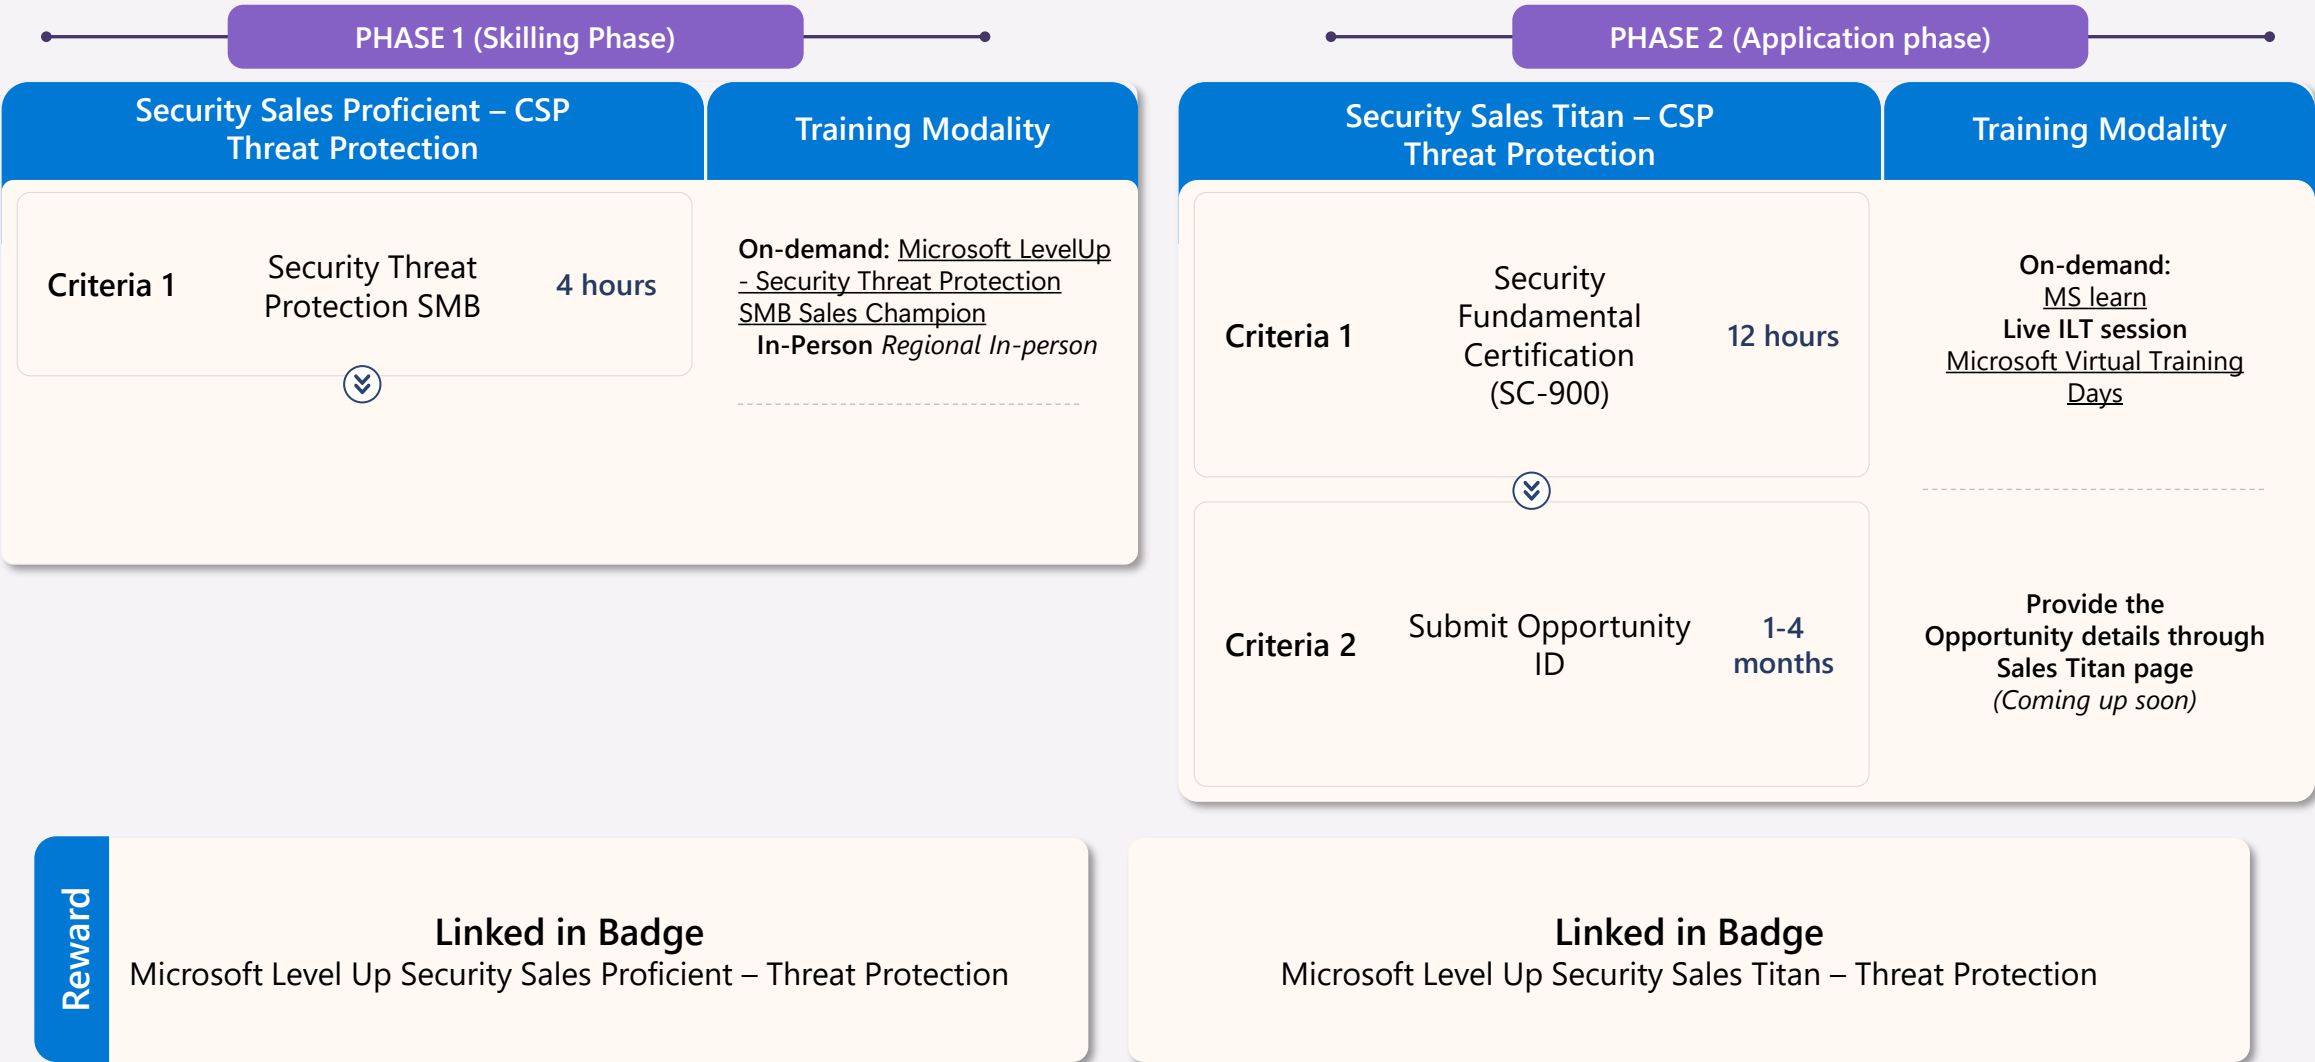 PHASE 1 (Skilling Phase)
Security Sales Proficient – CSP
Threat Protection
Training Modality
Criteria 1
Security Threat
Protection SMB
4 hours
On-demand: Microsoft LevelUp
- Security Threat Protection
SMB Sales Champion
In-Person Regional In-person
PHASE 2 (Application phase)
Security Sales Titan – CSP
Threat Protection
Training Modality
Criteria 1
Security
Fundamental
Certification
(SC-900)
12 hours
On-demand:
MS learn
Live ILT session
Microsoft Virtual Training
Days
Criteria 2
Submit Opportunity
ID
1-4
months
Provide the
Opportunity details through
Sales Titan page
(Coming up soon)
Reward
Linked in Badge
Microsoft Level Up Security Sales Proficient – Threat Protection
Linked in Badge
Microsoft Level Up Security Sales Titan – Threat Protection